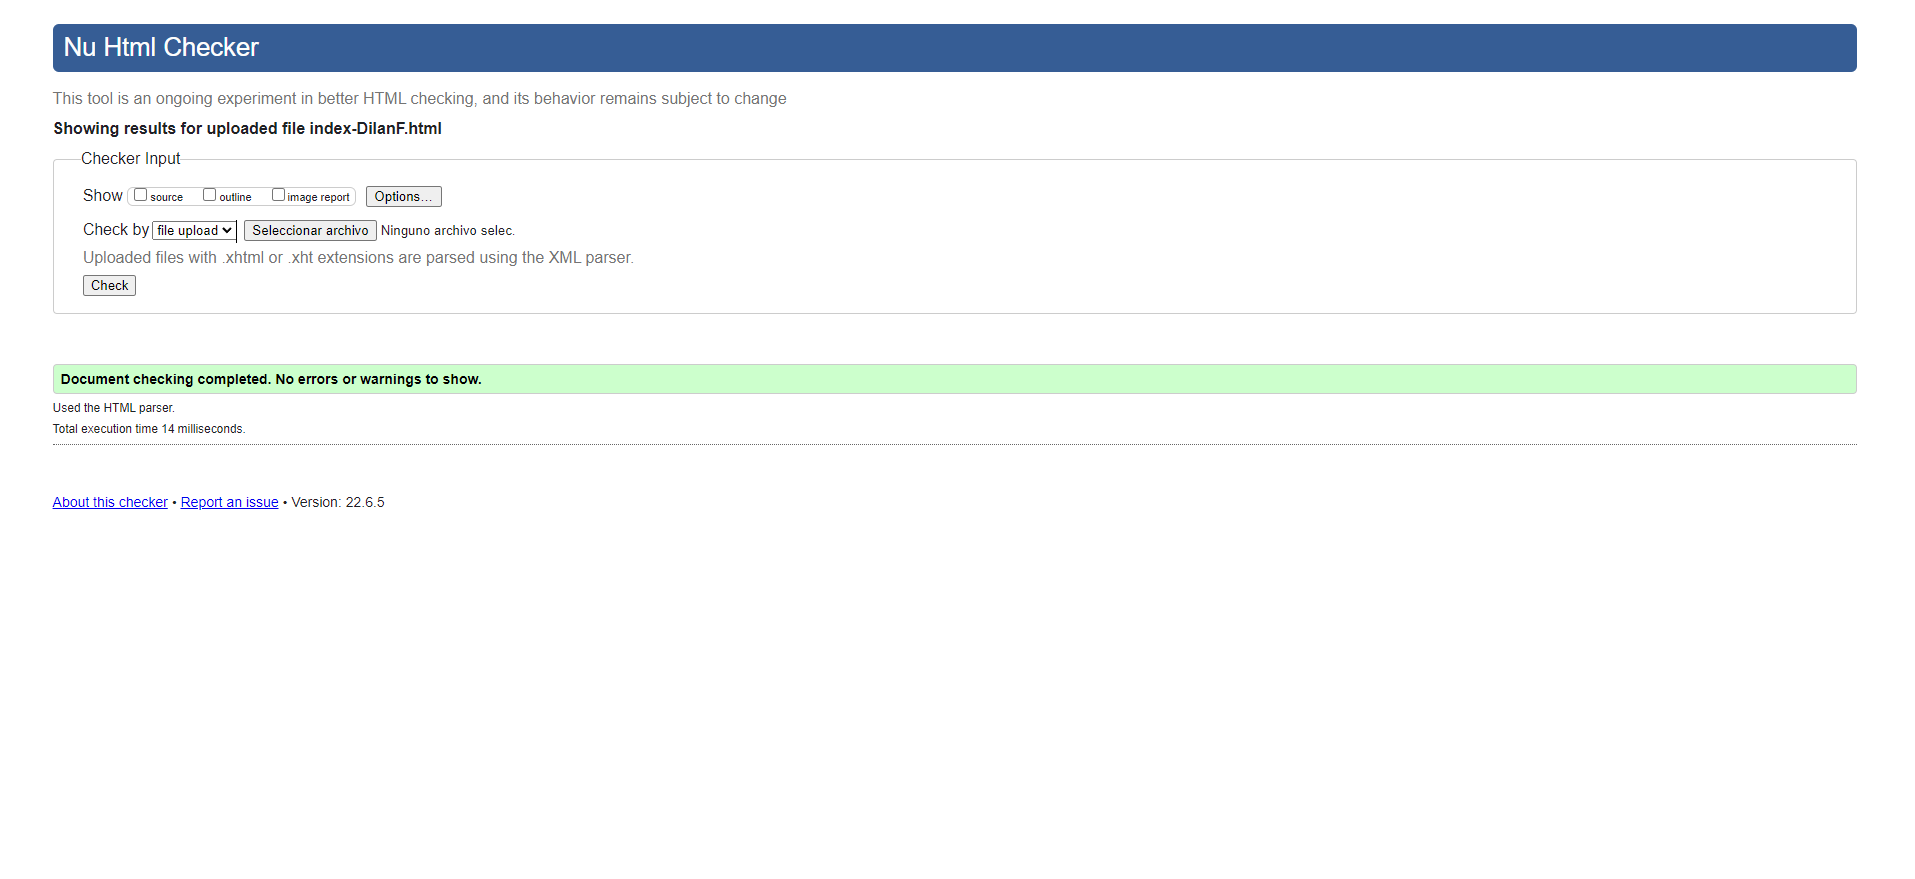 Nu Html Checker
This tool is an ongoing experiment in better HTML checking, and its behavior remains subject to change
Showing results for uploaded file index-DilanF.html
Checker Input
Show source outline image report Options...
Check by file upload Seleccionar archivo Ninguno archivo selec.
Uploaded files with .xhtml or .xht extensions are parsed using the XML parser.
Check
Document checking completed. No errors or warnings to show.
Used the HTML parser.
Total execution time 14 milliseconds.
About this checker • Report an issue • Version: 22.6.5